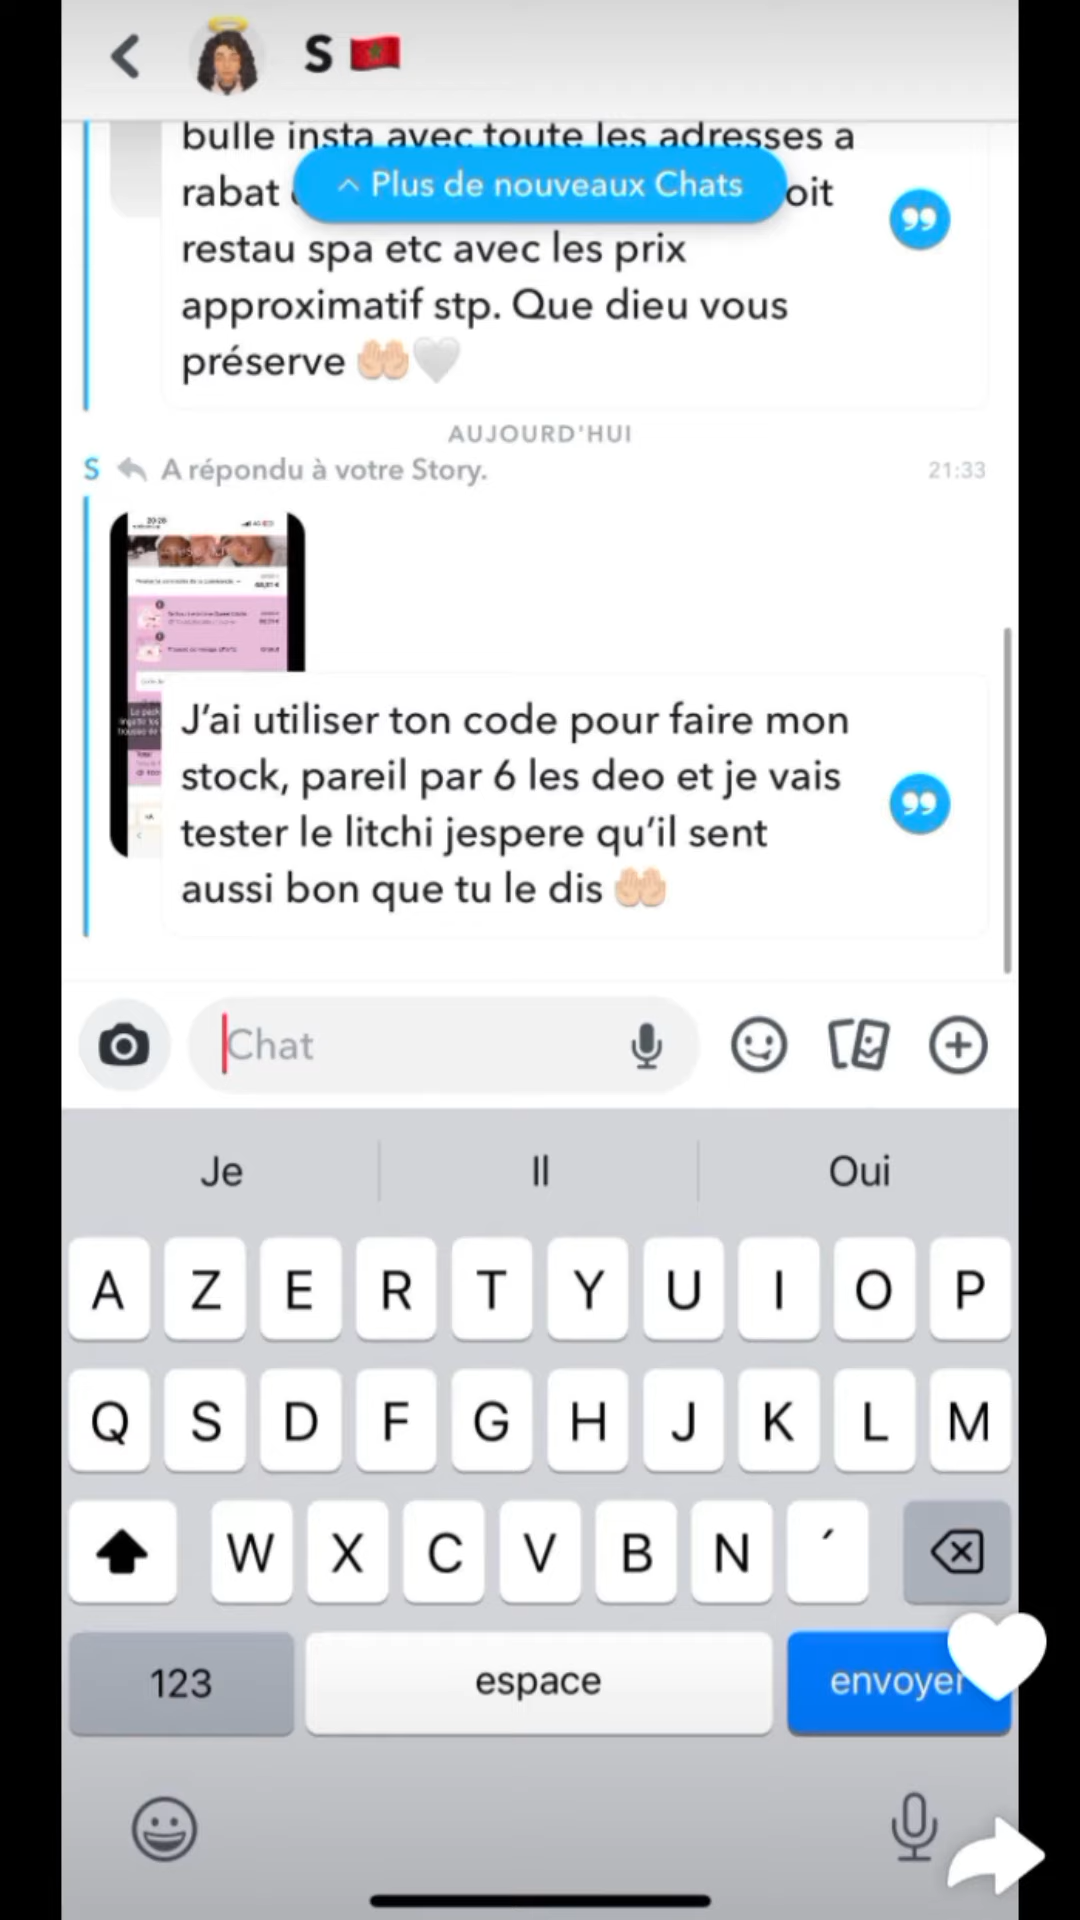 S 🇲🇦
bulle insta avec toute les adresses a
rabat
Plus de nouveaux Chats
oit
restau spa etc avec les prix
approximatif stp. Que dieu vous
préserve 🤲🏻🤍
AUJOURD'HUI
S A répondu à votre Story. 21:33
J'ai utiliser ton code pour faire mon
stock, pareil par 6 les deo et je vais
tester le litchi jespere qu'il sent
aussi bon que tu le dis 🤲🏻
Chat
Je Il Oui
A Z E R T Y U I O P
Q S D F G H J K L M
W X C V B N ´
123 espace envoyer